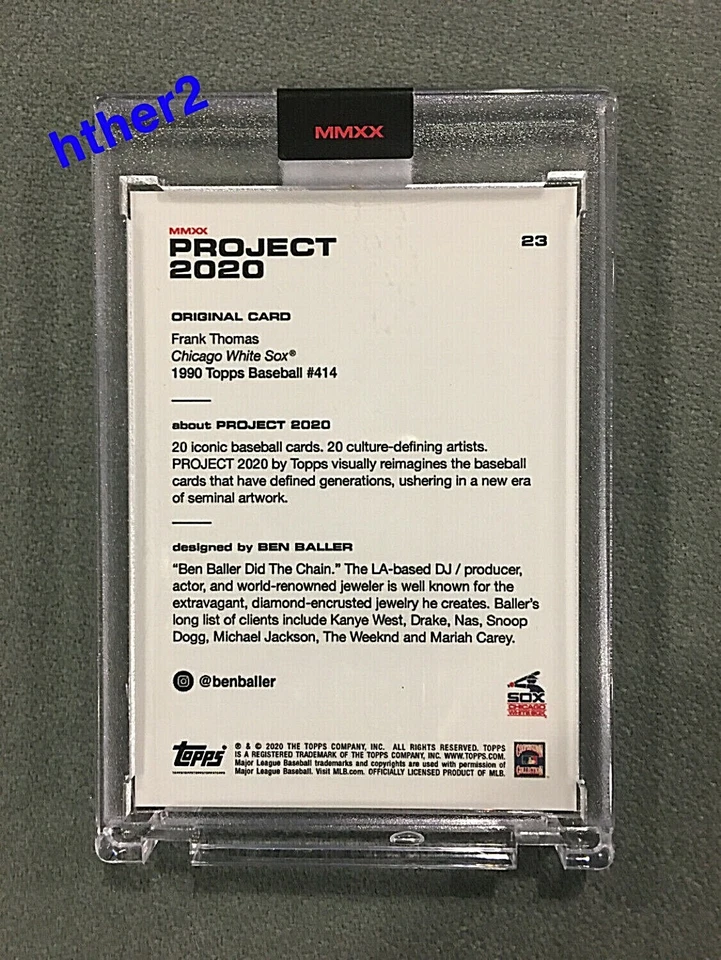 hther2
MMXX
MMXX
PROJECT
2020
23
ORIGINAL CARD
Frank Thomas
Chicago White Sox®
1990 Topps Baseball #414
about PROJECT 2020
20 iconic baseball cards. 20 culture-defining artists.
PROJECT 2020 by Topps visually reimagines the baseball
cards that have defined generations, ushering in a new era
of seminal artwork.
designed by BEN BALLER
“Ben Baller Did The Chain.” The LA-based DJ / producer,
actor, and world-renowned jeweler is well known for the
extravagant, diamond-encrusted jewelry he creates. Baller’s
long list of clients include Kanye West, Drake, Nas, Snoop
Dogg, Michael Jackson, The Weeknd and Mariah Carey.
@benballer
SOX
CHICAGO
WHITE SOX
Topps®
® & © 2020 THE TOPPS COMPANY, INC. ALL RIGHTS RESERVED. TOPPS
IS A REGISTERED TRADEMARK OF THE TOPPS COMPANY, INC. WWW.TOPPS.COM.
Major League Baseball trademarks and copyrights are used with permission of
Major League Baseball. Visit MLB.com. OFFICIALLY LICENSED PRODUCT OF MLB.